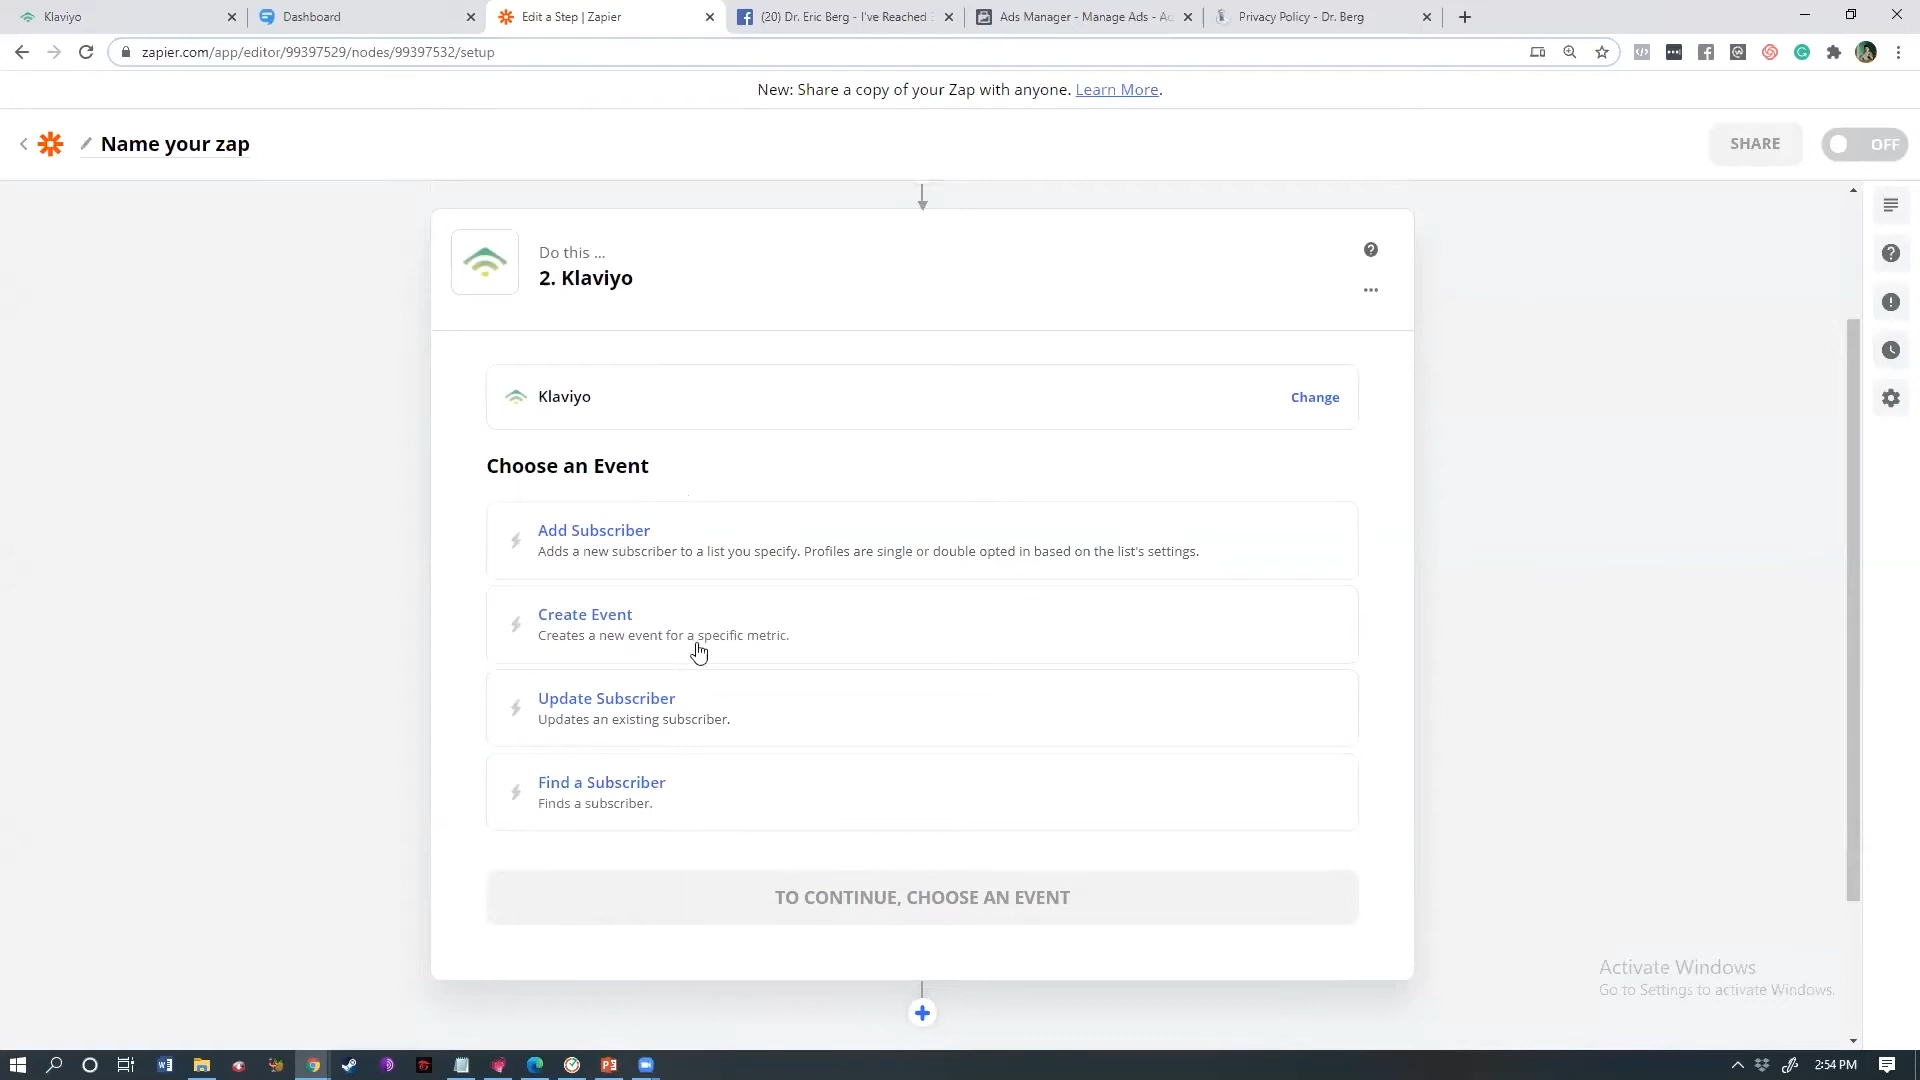 Klaviyo
Dashboard
Edit a Step | Zapier
(20) Dr. Eric Berg - I've Reached
Ads Manager - Manage Ads - Ad
Privacy Policy - Dr. Berg
zapier.com/app/editor/99397529/nodes/99397532/setup
New: Share a copy of your Zap with anyone. Learn More.
Name your zap
SHARE
OFF
Do this ...
2. Klaviyo
Klaviyo
Change
Choose an Event
Add Subscriber
Adds a new subscriber to a list you specify. Profiles are single or double opted in based on the list's settings.
Create Event
Creates a new event for a specific metric.
Update Subscriber
Updates an existing subscriber.
Find a Subscriber
Finds a subscriber.
TO CONTINUE, CHOOSE AN EVENT
Activate Windows
Go to Settings to activate Windows.
2:54 PM